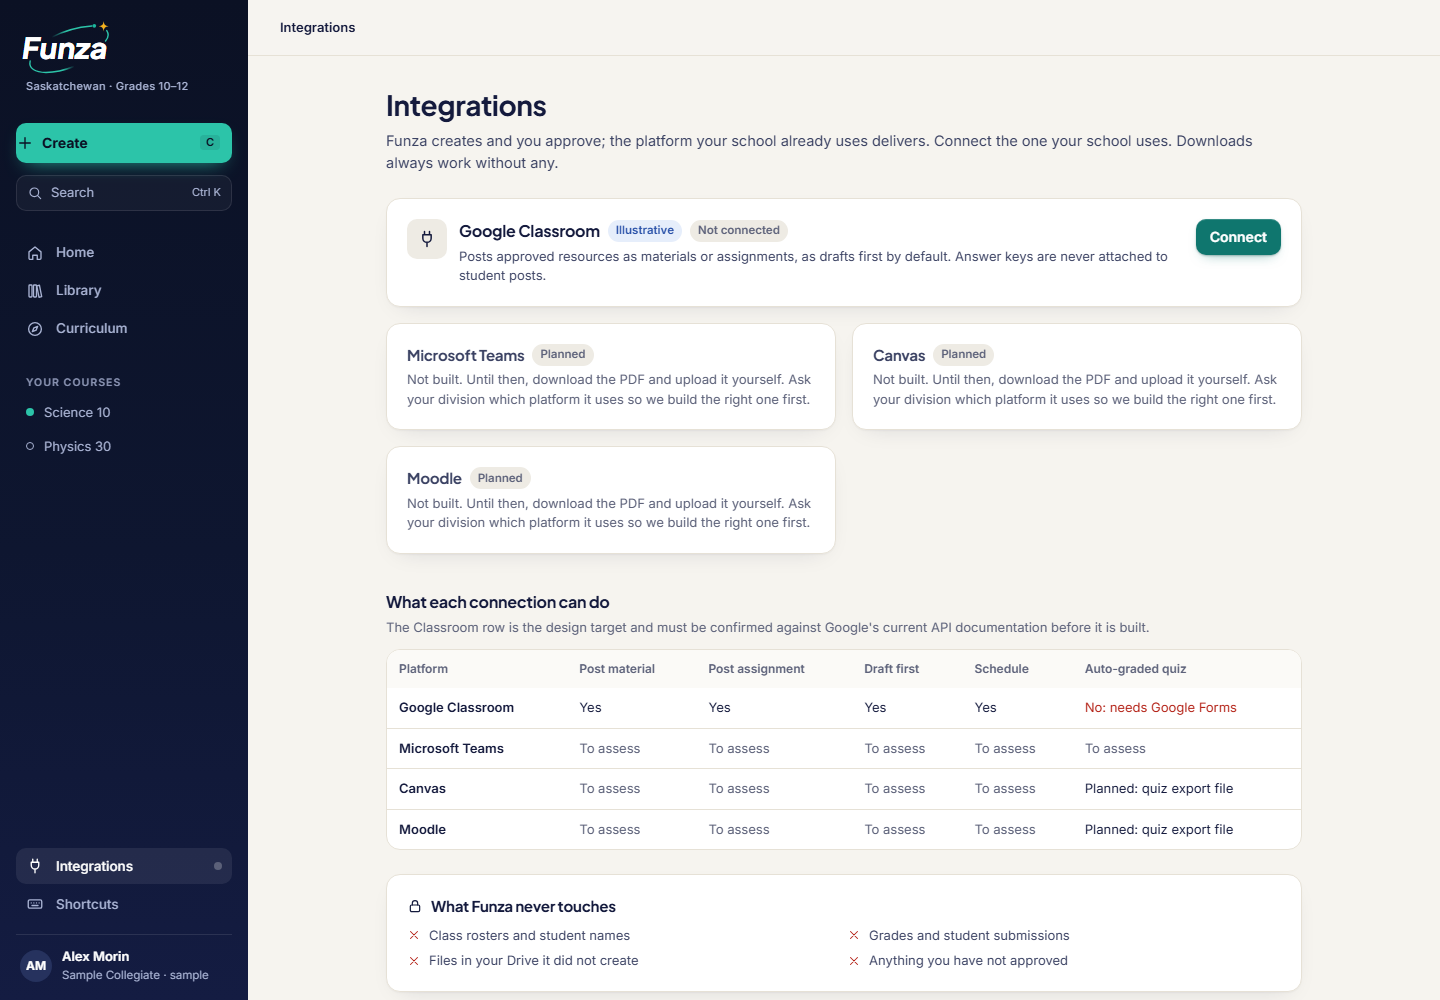 Funza
Saskatchewan · Grades 10–12
Create C
Search Ctrl K
Home
Library
Curriculum
YOUR COURSES
Science 10
Physics 30
Integrations
Shortcuts
AM
Alex Morin
Sample Collegiate · sample
Integrations
Integrations
Funza creates and you approve; the platform your school already uses delivers. Connect the one your school uses. Downloads
always work without any.
Google Classroom Illustrative Not connected
Posts approved resources as materials or assignments, as drafts first by default. Answer keys are never attached to
student posts.
Connect
Microsoft Teams Planned
Not built. Until then, download the PDF and upload it yourself. Ask
your division which platform it uses so we build the right one first.
Canvas Planned
Not built. Until then, download the PDF and upload it yourself. Ask
your division which platform it uses so we build the right one first.
Moodle Planned
Not built. Until then, download the PDF and upload it yourself. Ask
your division which platform it uses so we build the right one first.
What each connection can do
The Classroom row is the design target and must be confirmed against Google's current API documentation before it is built.
Platform Post material Post assignment Draft first Schedule Auto-graded quiz
Google Classroom Yes Yes Yes Yes No: needs Google Forms
Microsoft Teams To assess To assess To assess To assess To assess
Canvas To assess To assess To assess To assess Planned: quiz export file
Moodle To assess To assess To assess To assess Planned: quiz export file
What Funza never touches
Class rosters and student names
Grades and student submissions
Files in your Drive it did not create
Anything you have not approved